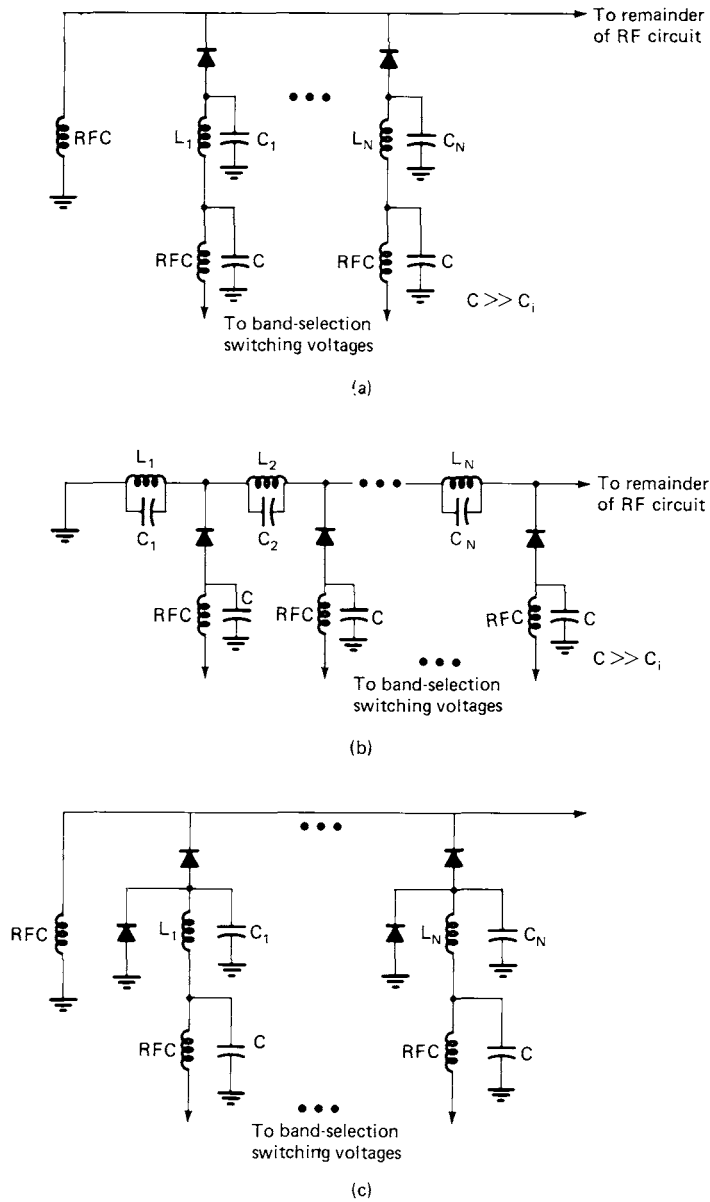 To remainder
of RF circuit
RFC
L1
C1
LN
CN
RFC
C
RFC
C
C >> Ci
To band-selection
switching voltages
(a)
L1
L2
LN
To remainder
of RF circuit
C1
C2
CN
RFC
C
RFC
C
RFC
C
C >> Ci
To band-selection
switching voltages
(b)
RFC
L1
C1
LN
CN
RFC
C
RFC
C
To band-selection
switching voltages
(c)